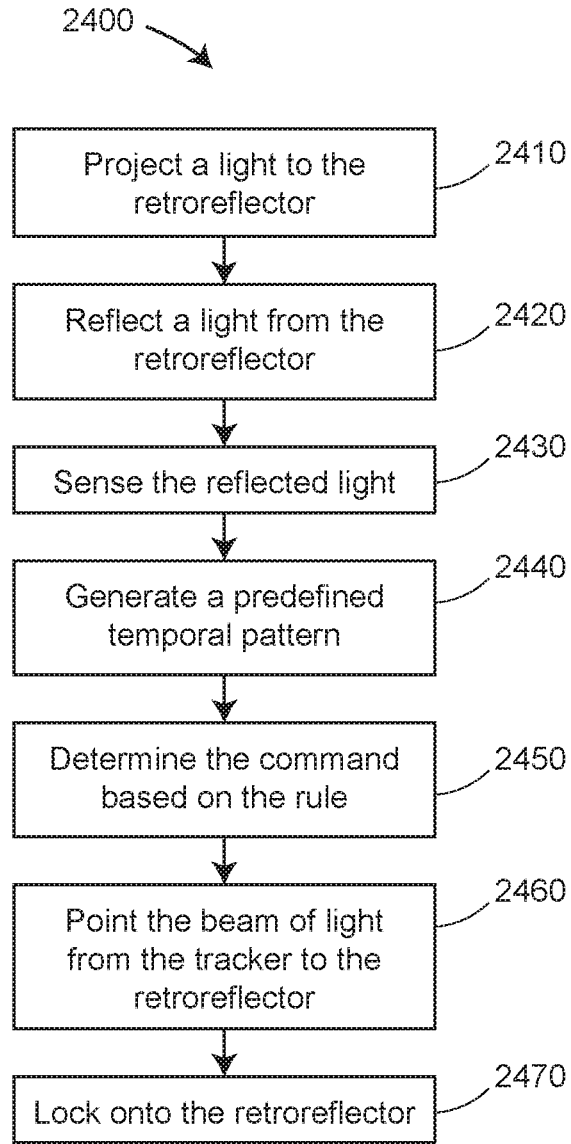 2400
Project a light to the
retroreflector
2410
Reflect a light from the
retroreflector
2420
Sense the reflected light
2430
Generate a predefined
temporal pattern
2440
Determine the command
based on the rule
2450
Point the beam of light
from the tracker to the
retroreflector
2460
Lock onto the retroreflector
2470